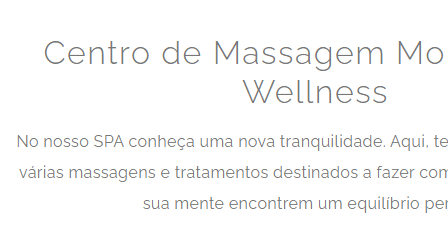 Centro de Massagem Mo
Wellness
No nosso SPA conheça uma nova tranquilidade. Aqui, te
várias massagens e tratamentos destinados a fazer com
sua mente encontrem um equilíbrio per